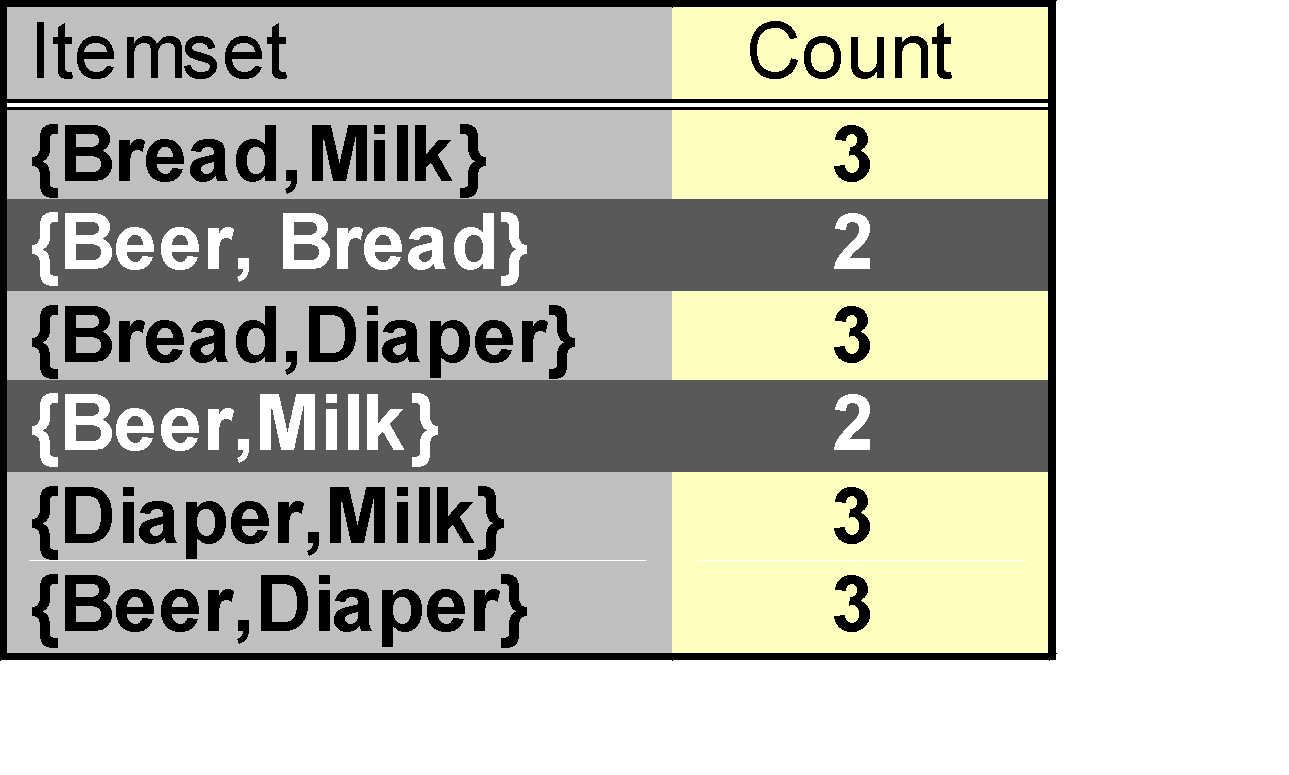 Itemset Count
{Bread,Milk} 3
{Beer, Bread} 2
{Bread,Diaper} 3
{Beer,Milk} 2
{Diaper,Milk} 3
{Beer,Diaper} 3